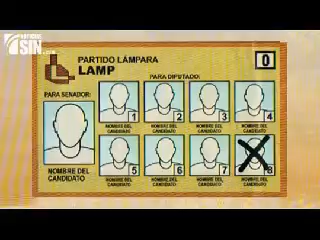 SIN
PARTIDO LÁMPARA
LAMP
0
PARA DIPUTADO:
PARA SENADOR:
1
2
3
4
NOMBRE DEL CANDIDATO
NOMBRE DEL CANDIDATO
NOMBRE DEL CANDIDATO
NOMBRE DEL CANDIDATO
5
6
7
8
NOMBRE DEL
CANDIDATO
NOMBRE DEL CANDIDATO
NOMBRE DEL CANDIDATO
NOMBRE DEL CANDIDATO
NOMBRE DEL CANDIDATO